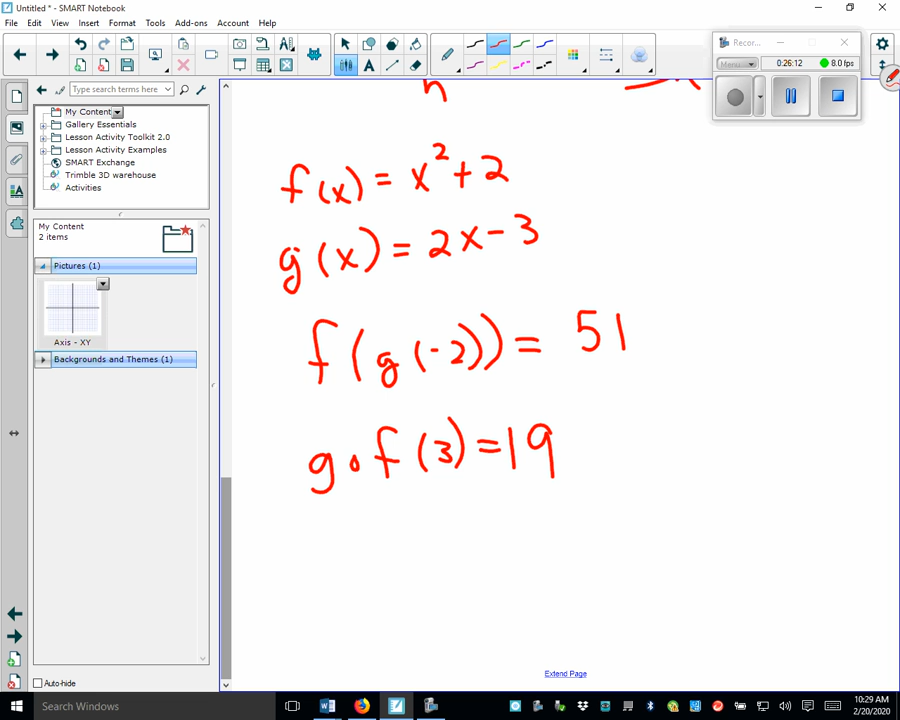 Untitled * - SMART Notebook
File Edit View Insert Format Tools Add-ons Account Help
Recor...
Menu
0:26:12
8.0 fps
Type search terms here
My Content
Gallery Essentials
Lesson Activity Toolkit 2.0
Lesson Activity Examples
SMART Exchange
Trimble 3D warehouse
Activities
My Content
2 items
Pictures (1)
Axis - XY
Backgrounds and Themes (1)
Auto-hide
h
f(x) = x² + 2
g(x) = 2x - 3
f(g(-2)) = 51
g∘f(3) = 19
Extend Page
Search Windows
10:29 AM
2/20/2020